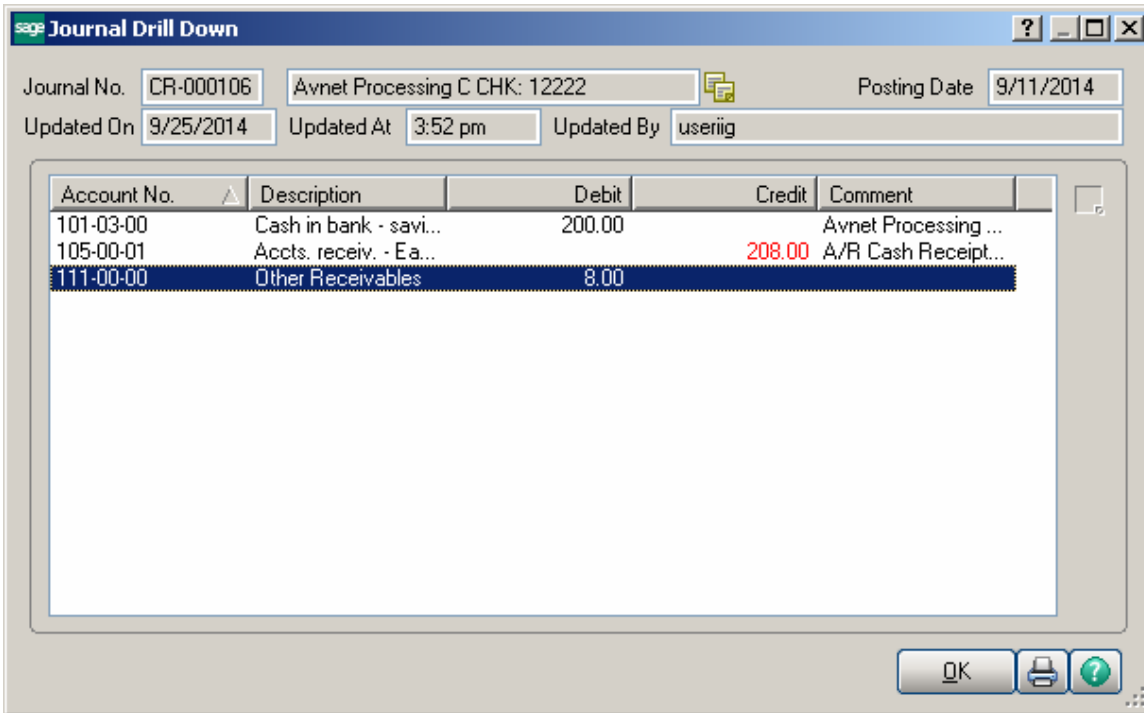 sage Journal Drill Down ? _ □ X
Journal No. CR-000106 Avnet Processing C CHK: 12222 Posting Date 9/11/2014
Updated On 9/25/2014 Updated At 3:52 pm Updated By useriig
Account No. Description Debit Credit Comment
101-03-00 Cash in bank - savi... 200.00 Avnet Processing ...
105-00-01 Accts. receiv. - Ea... 208.00 A/R Cash Receipt...
111-00-00 Other Receivables 8.00
OK ?